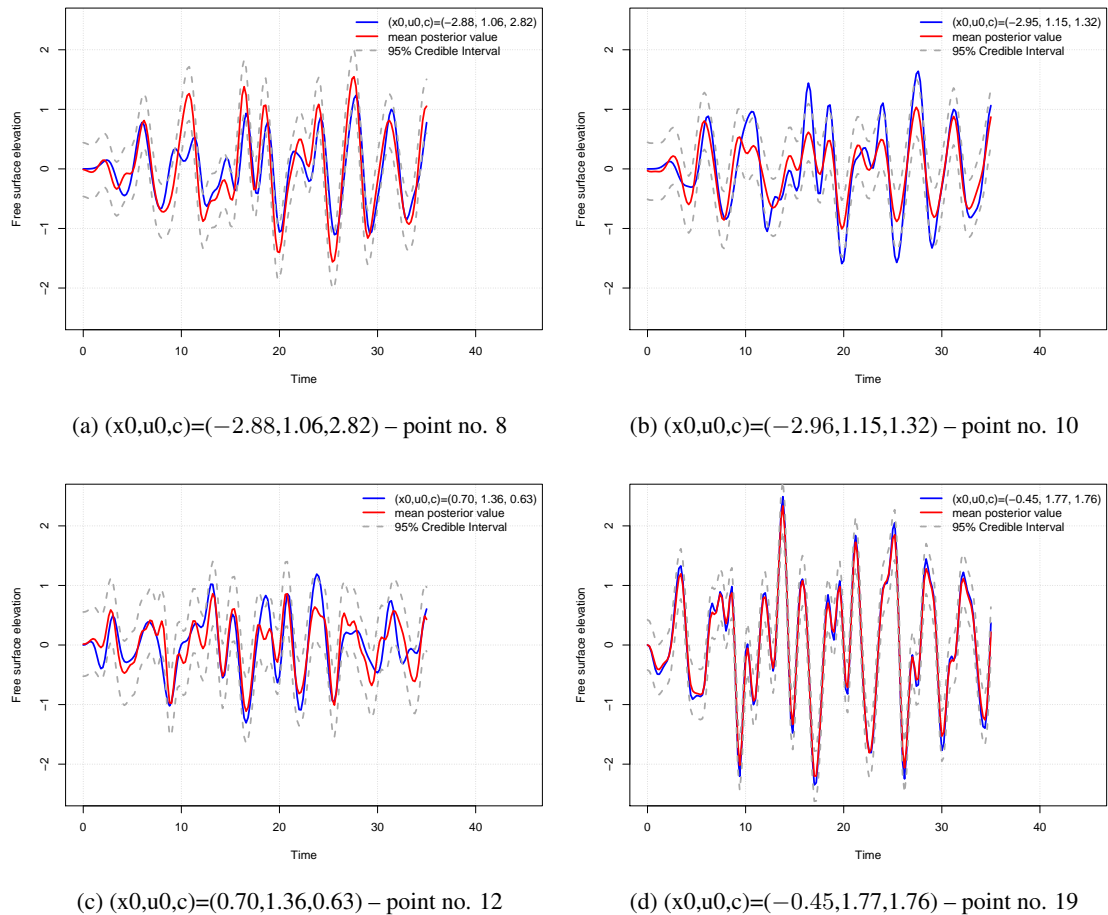 (x0,u0,c)=(−2.88, 1.06, 2.82)
mean posterior value
95% Credible Interval
Free surface elevation
2
1
0
−1
−2
0 10 20 30 40
Time
(a) (x0,u0,c)=(−2.88,1.06,2.82) – point no. 8
(x0,u0,c)=(−2.95, 1.15, 1.32)
mean posterior value
95% Credible Interval
Free surface elevation
2
1
0
−1
−2
0 10 20 30 40
Time
(b) (x0,u0,c)=(−2.96,1.15,1.32) – point no. 10
(x0,u0,c)=(0.70, 1.36, 0.63)
mean posterior value
95% Credible Interval
Free surface elevation
2
1
0
−1
−2
0 10 20 30 40
Time
(c) (x0,u0,c)=(0.70,1.36,0.63) – point no. 12
(x0,u0,c)=(−0.45, 1.77, 1.76)
mean posterior value
95% Credible Interval
Free surface elevation
2
1
0
−1
−2
0 10 20 30 40
Time
(d) (x0,u0,c)=(−0.45,1.77,1.76) – point no. 19